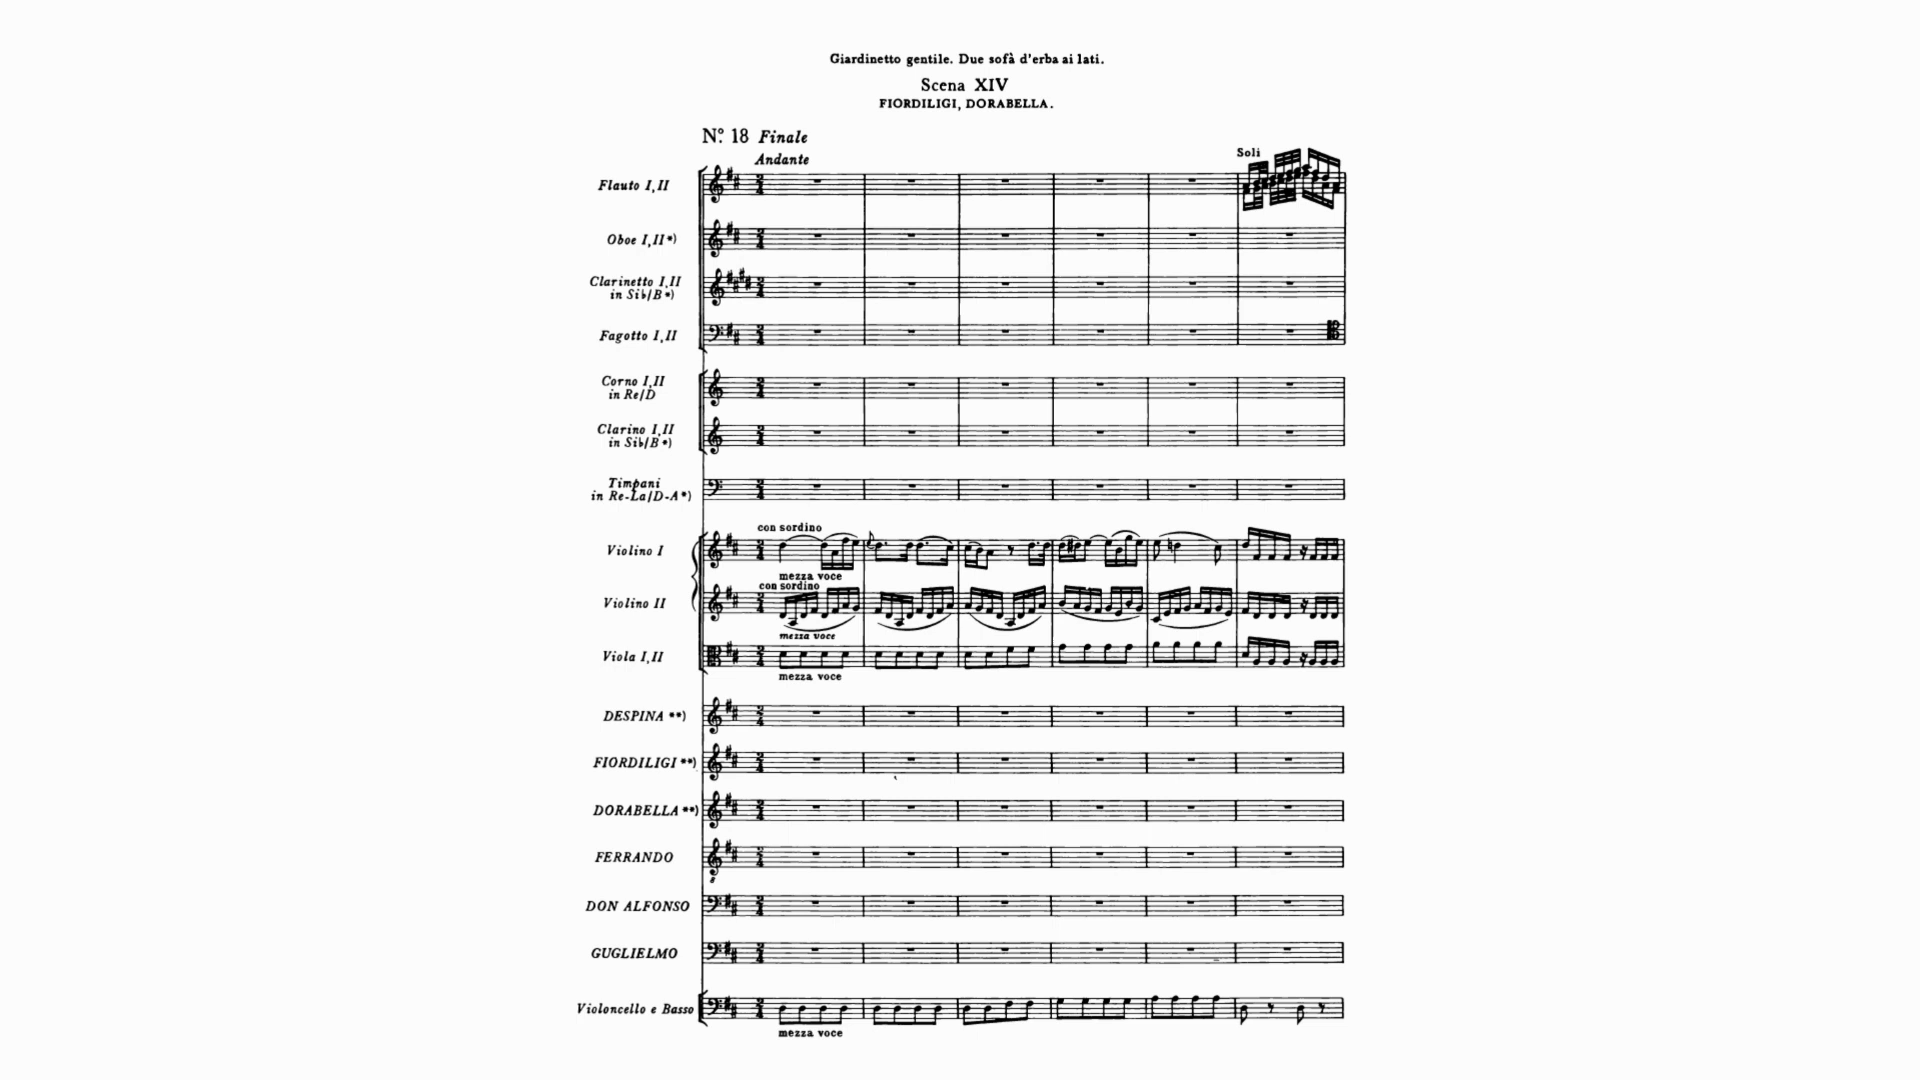 Giardinetto gentile. Due sofà d'erba ai lati.
Scena XIV
FIORDILIGI, DORABELLA.
Nº 18 Finale
Andante
Soli
Flauto I, II
Oboe I, II*)
Clarinetto I, II
in Si♭/B*)
Fagotto I, II
Corno I, II
in Re/D
Clarino I, II
in Si♭/B*)
Timpani
in Re-La/D-A*)
con sordino
Violino I
mezza voce
con sordino
Violino II
mezza voce
Viola I, II
mezza voce
DESPINA **)
FIORDILIGI **)
DORABELLA **)
FERRANDO
8
DON ALFONSO
GUGLIELMO
Violoncello e Basso
mezza voce